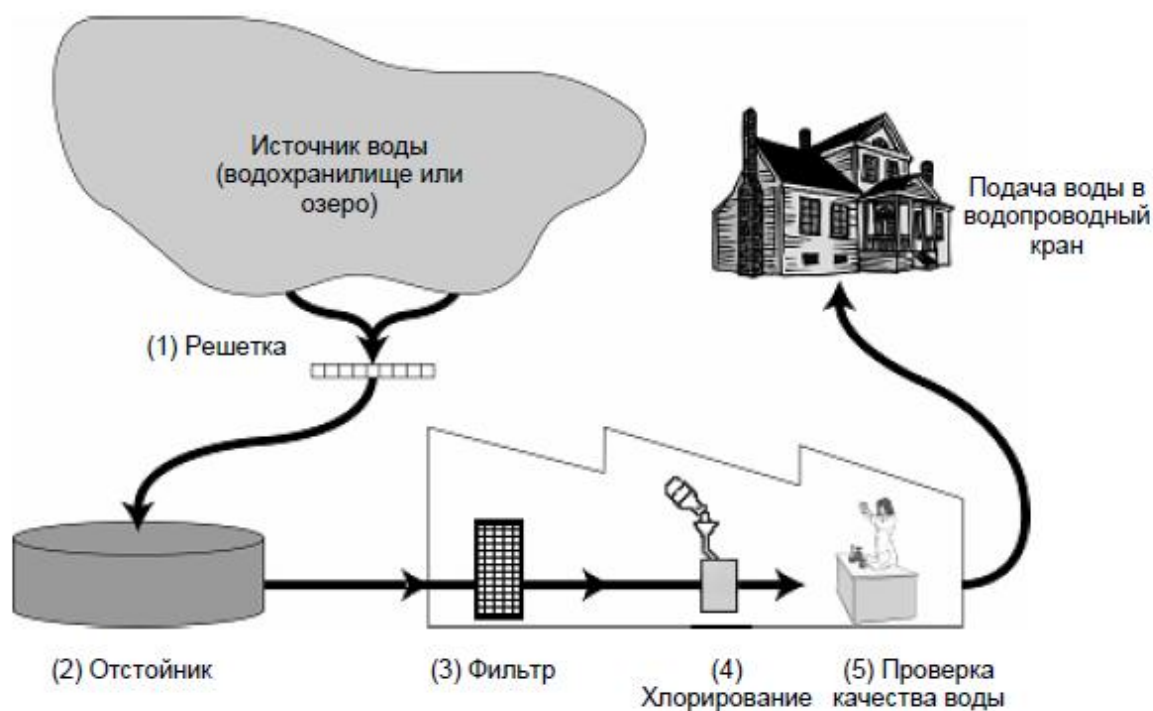 Источник воды
(водохранилище или
озеро)
Подача воды в
водопроводный
кран
(1) Решетка
(2) Отстойник
(3) Фильтр
(4)
Хлорирование
(5) Проверка
качества воды